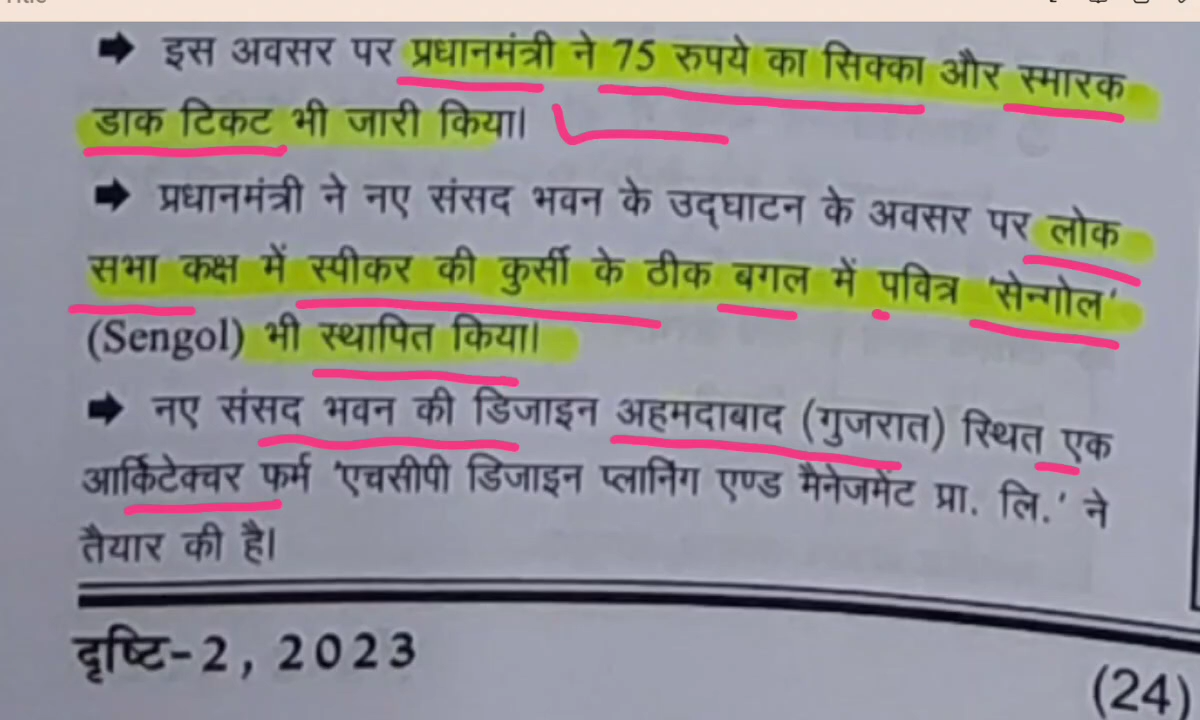 ➡ इस अवसर पर प्रधानमंत्री ने 75 रुपये का सिक्का और स्मारक
डाक टिकट भी जारी किया।
➡ प्रधानमंत्री ने नए संसद भवन के उद्घाटन के अवसर पर लोक
सभा कक्ष में स्पीकर की कुर्सी के ठीक बगल में पवित्र 'सेन्गोल'
(Sengol) भी स्थापित किया।
➡ नए संसद भवन की डिजाइन अहमदाबाद (गुजरात) स्थित एक
आर्किटेक्चर फर्म 'एचसीपी डिजाइन प्लानिंग एण्ड मैनेजमेंट प्रा. लि.' ने
तैयार की है।
दृष्टि-2, 2023
(24)